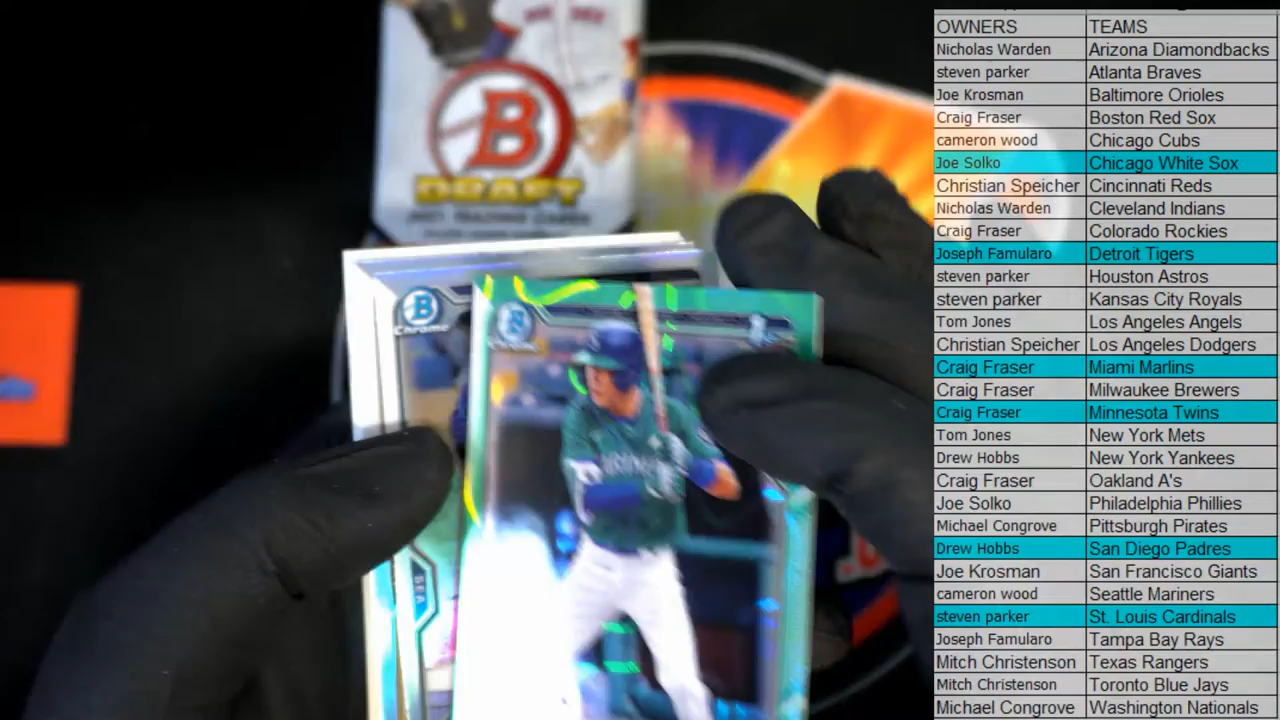 B
DRAFT
B
Chrome
SEA
OWNERS TEAMS
Nicholas Warden Arizona Diamondbacks
steven parker Atlanta Braves
Joe Krosman Baltimore Orioles
Craig Fraser Boston Red Sox
cameron wood Chicago Cubs
Joe Solko Chicago White Sox
Christian Speicher Cincinnati Reds
Nicholas Warden Cleveland Indians
Craig Fraser Colorado Rockies
Joseph Famularo Detroit Tigers
steven parker Houston Astros
steven parker Kansas City Royals
Tom Jones Los Angeles Angels
Christian Speicher Los Angeles Dodgers
Craig Fraser Miami Marlins
Craig Fraser Milwaukee Brewers
Craig Fraser Minnesota Twins
Tom Jones New York Mets
Drew Hobbs New York Yankees
Craig Fraser Oakland A's
Joe Solko Philadelphia Phillies
Michael Congrove Pittsburgh Pirates
Drew Hobbs San Diego Padres
Joe Krosman San Francisco Giants
cameron wood Seattle Mariners
steven parker St. Louis Cardinals
Joseph Famularo Tampa Bay Rays
Mitch Christenson Texas Rangers
Mitch Christenson Toronto Blue Jays
Michael Congrove Washington Nationals